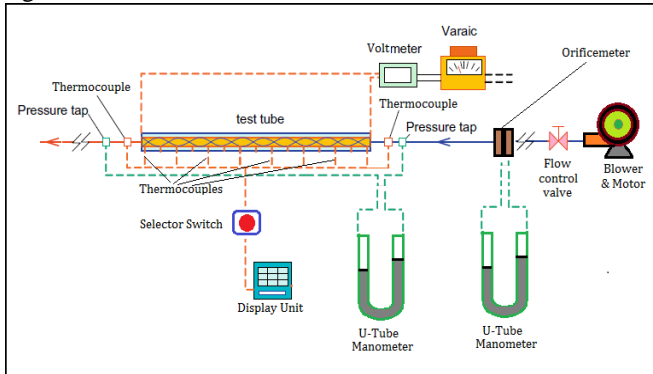 Varaic
Voltmeter
Orificemeter
Thermocouple
Thermocouple
Pressure tap
test tube
Pressure tap
Thermocouples
Flow
control
valve
Blower
& Motor
Selector Switch
Display Unit
U-Tube
Manometer
U-Tube
Manometer